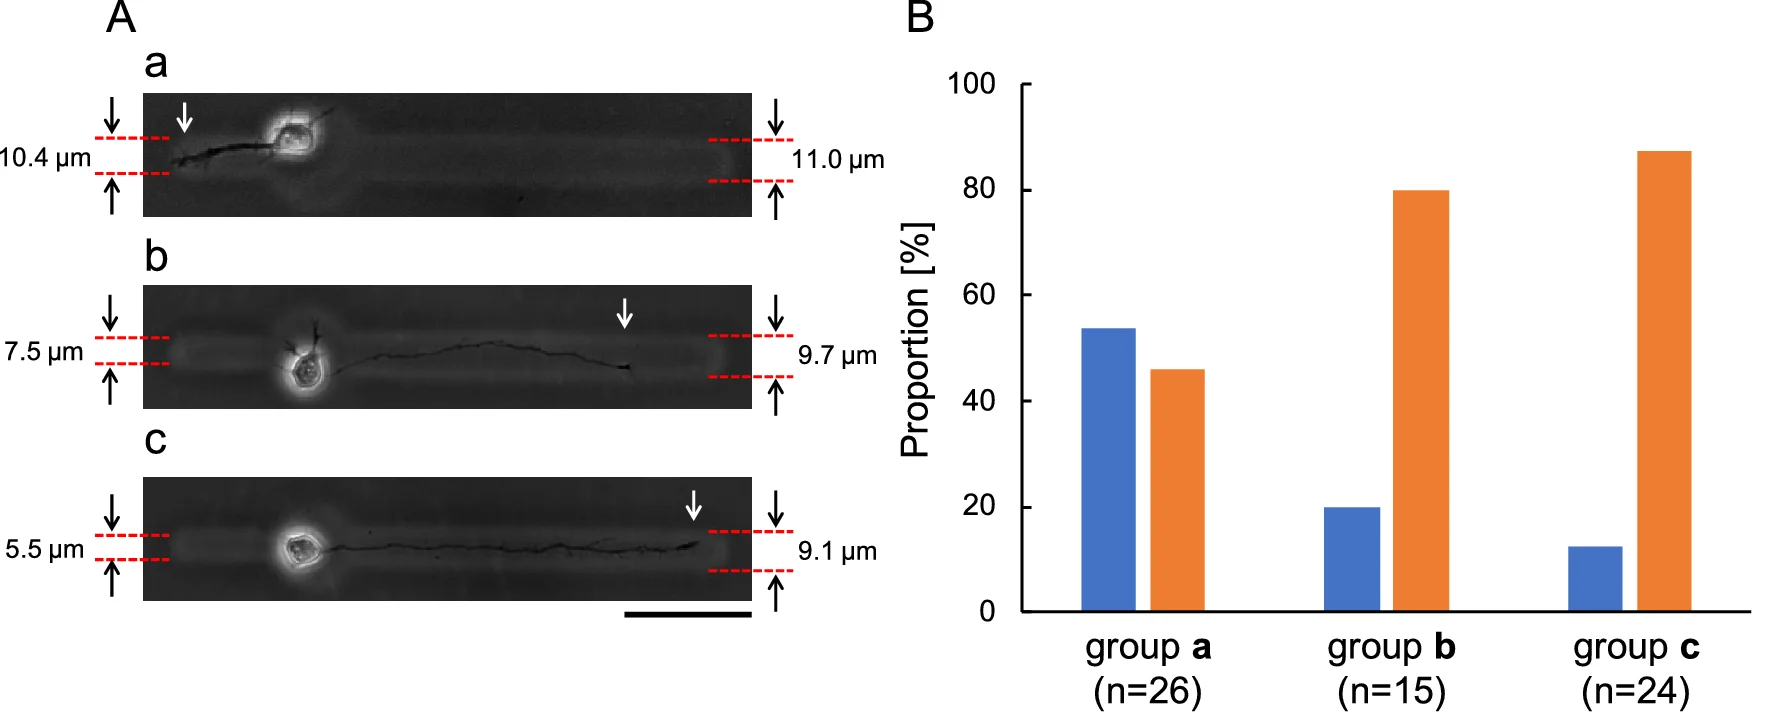 A
a
10.4 µm
11.0 µm
b
7.5 µm
9.7 µm
c
5.5 µm
9.1 µm
B
Proportion [%]
100
80
60
40
20
0
group a
(n=26)
group b
(n=15)
group c
(n=24)